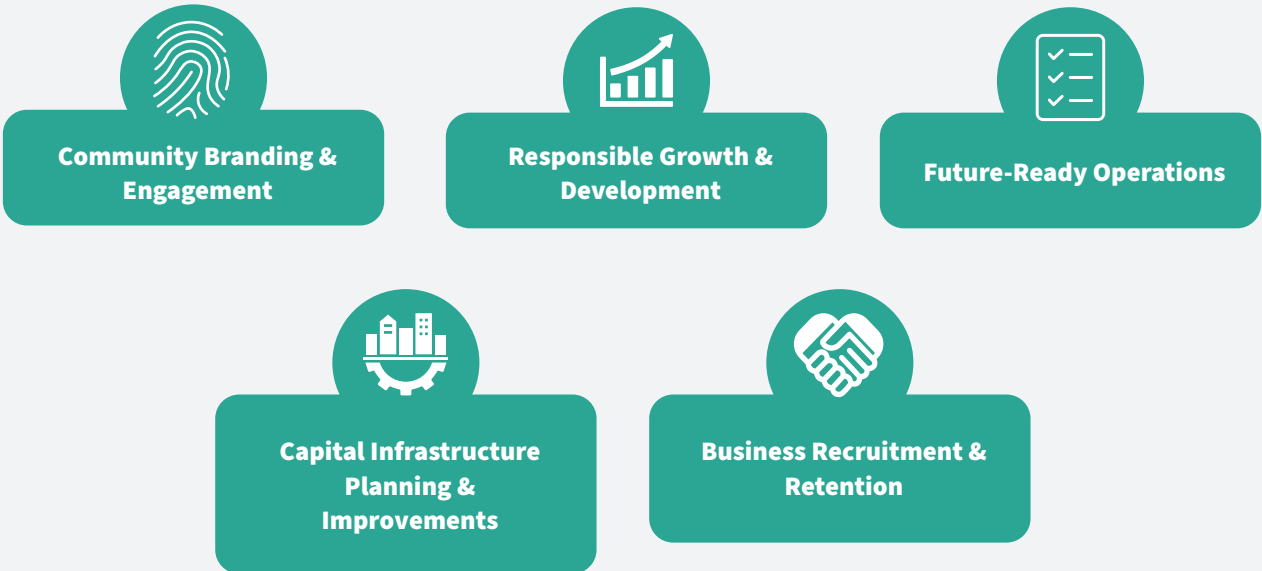 Community Branding &
Engagement
Responsible Growth &
Development
Future-Ready Operations
Capital Infrastructure
Planning &
Improvements
Business Recruitment &
Retention